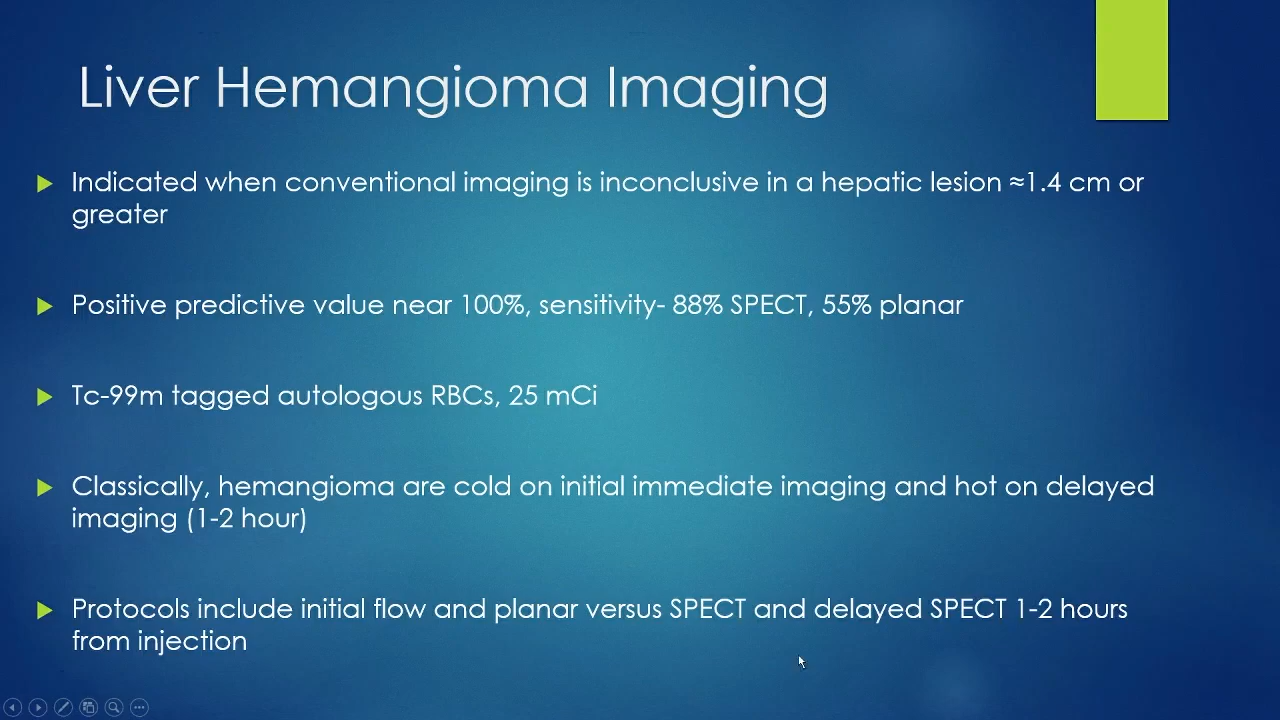 Liver Hemangioma Imaging
Indicated when conventional imaging is inconclusive in a hepatic lesion ≈1.4 cm or
greater
Positive predictive value near 100%, sensitivity- 88% SPECT, 55% planar
Tc-99m tagged autologous RBCs, 25 mCi
Classically, hemangioma are cold on initial immediate imaging and hot on delayed
imaging (1-2 hour)
Protocols include initial flow and planar versus SPECT and delayed SPECT 1-2 hours
from injection